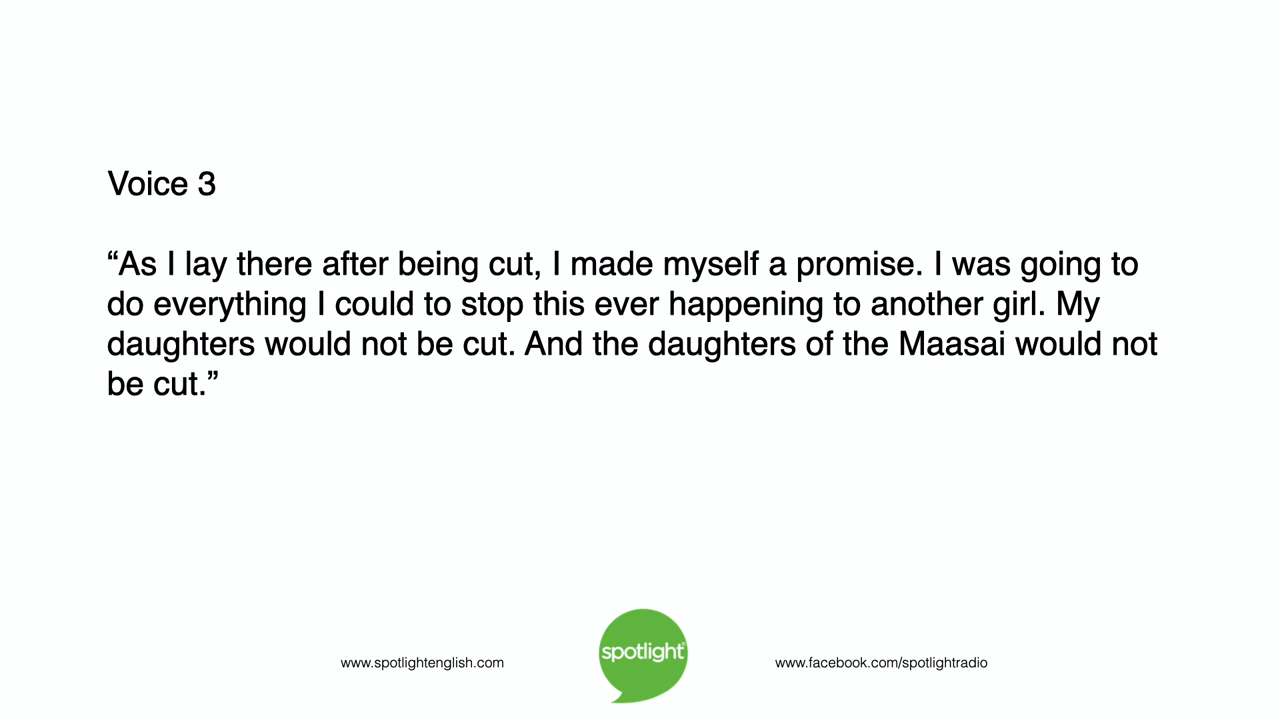 Voice 3
“As I lay there after being cut, I made myself a promise. I was going to
do everything I could to stop this ever happening to another girl. My
daughters would not be cut. And the daughters of the Maasai would not
be cut.”
www.spotlightenglish.com
spotlight®
www.facebook.com/spotlightradio